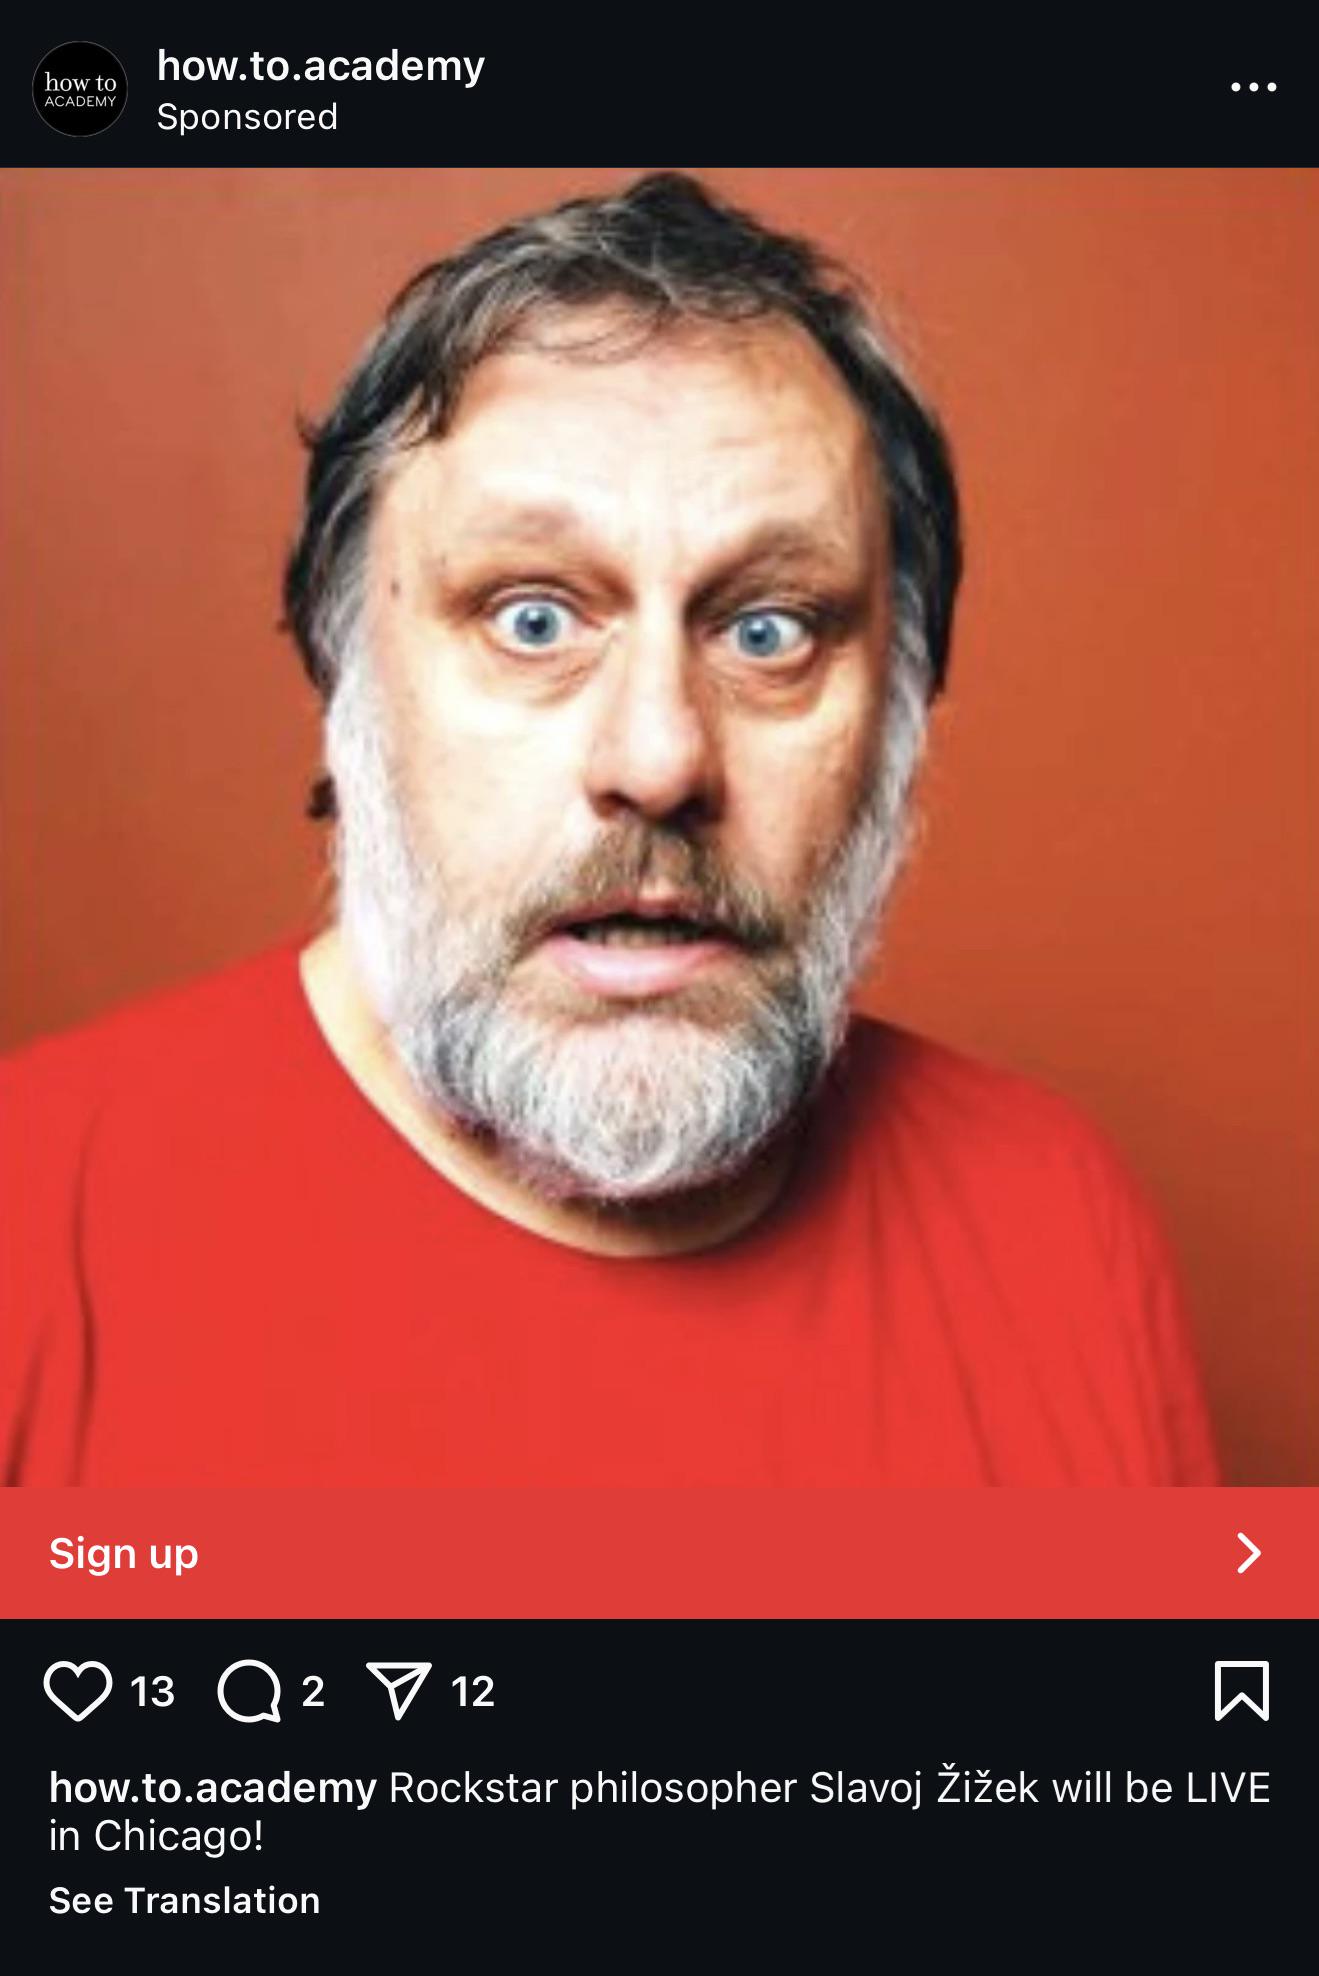 how to
ACADEMY
how.to.academy
Sponsored
Sign up
13 2 12
how.to.academy Rockstar philosopher Slavoj Žižek will be LIVE
in Chicago!
See Translation